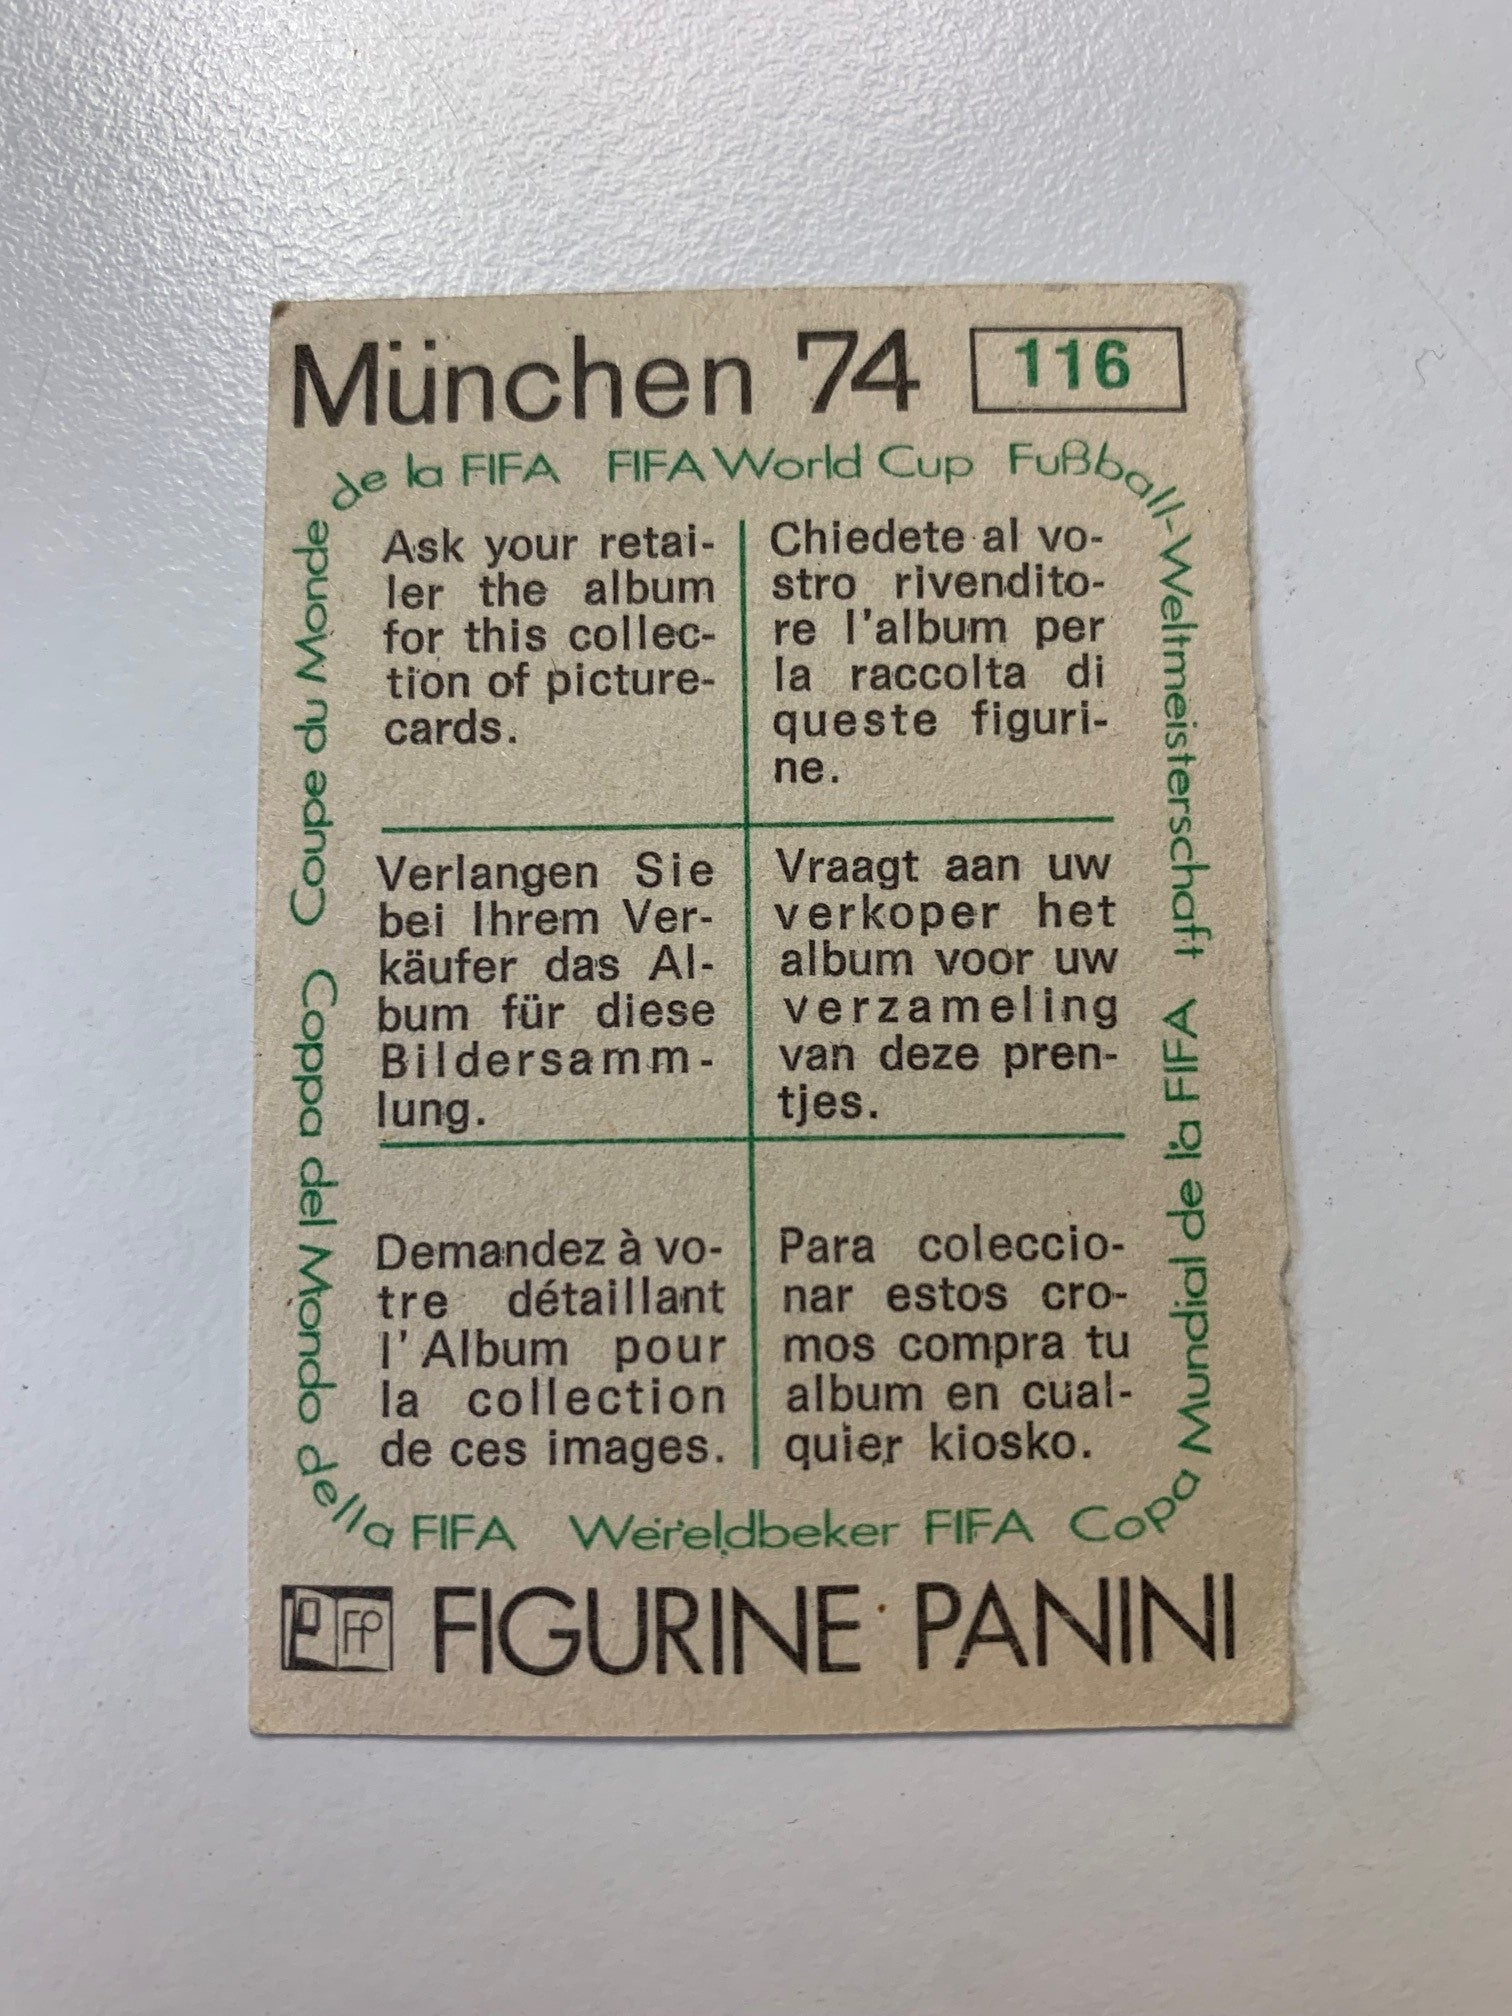 München 74 116
de la FIFA FIFA World Cup Fußball-Weltmeisterschaft
Ask your retai-
ler the album
for this collec-
tion of picture-
cards.
Chiedete al vo-
stro rivendito-
re l'album per
la raccolta di
queste figuri-
ne.
Verlangen Sie
bei Ihrem Ver-
käufer das Al-
bum für diese
Bildersamm-
lung.
Vraagt aan uw
verkoper het
album voor uw
verzameling
van deze pren-
tjes.
Demandez à vo-
tre détaillant
l'Album pour
la collection
de ces images.
Para coleccio-
nar estos cro-
mos compra tu
album en cual-
quier kiosko.
de la FIFA
Copa Mundial
Wereldbeker FIFA
Coppa del Mondo della FIFA
Coupe du Monde
FP FIGURINE PANINI